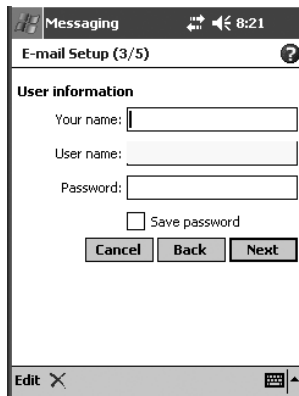 Messaging 8:21
E-mail Setup (3/5)
User information
Your name:
User name:
Password:
Save password
Cancel Back Next
Edit